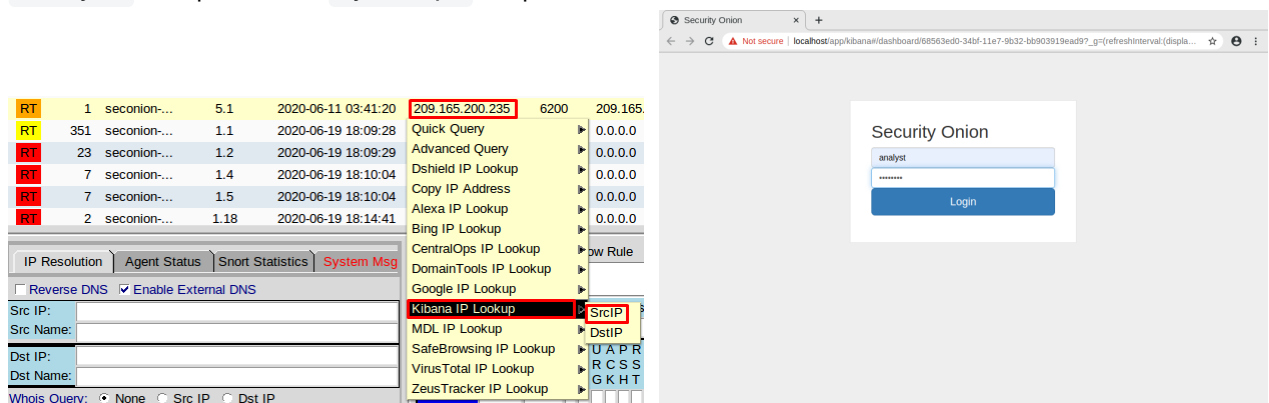 Security Onion
Not secure | localhost/app/kibana#/dashboard/68563ed0-34bf-11e7-9b32-bb903919ead9?_g=(refreshInterval:(displa...
RT 1 seconion-... 5.1 2020-06-11 03:41:20 209.165.200.235 6200 209.165.
RT 351 seconion-... 1.1 2020-06-19 18:09:28 0.0.0.0
RT 23 seconion-... 1.2 2020-06-19 18:09:29 0.0.0.0
RT 7 seconion-... 1.4 2020-06-19 18:10:04 0.0.0.0
RT 7 seconion-... 1.5 2020-06-19 18:10:04 0.0.0.0
RT 2 seconion-... 1.18 2020-06-19 18:14:41 0.0.0.0
Quick Query
Advanced Query
Dshield IP Lookup
Copy IP Address
Alexa IP Lookup
Bing IP Lookup
CentralOps IP Lookup
DomainTools IP Lookup
Google IP Lookup
Kibana IP Lookup
MDL IP Lookup
SafeBrowsing IP Lookup
VirusTotal IP Lookup
ZeusTracker IP Lookup
SrcIP
DstIP
IP Resolution Agent Status Snort Statistics System Msg
ow Rule
Reverse DNS Enable External DNS
Src IP:
Src Name:
Dst IP:
Dst Name:
Whois Query: None Src IP Dst IP
U A P R
R C S S
G K H T
Security Onion
analyst
Login